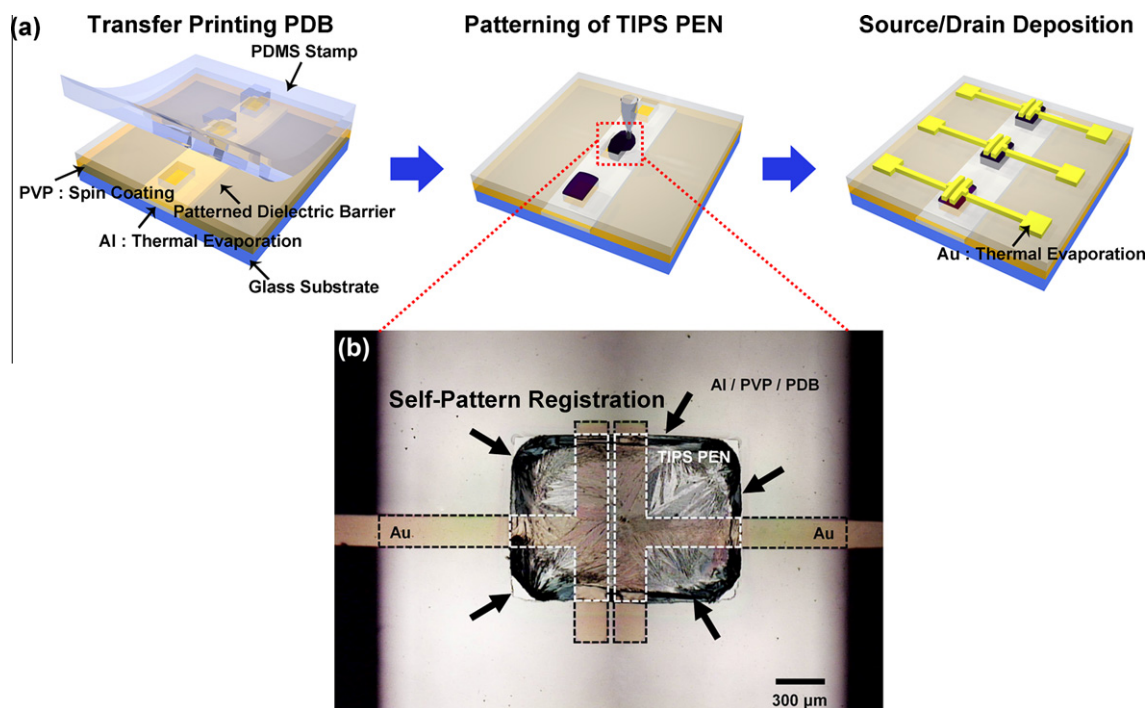 (a)
Transfer Printing PDB
Patterning of TIPS PEN
Source/Drain Deposition
PDMS Stamp
PVP : Spin Coating
Patterned Dielectric Barrier
Al : Thermal Evaporation
Glass Substrate
Au : Thermal Evaporation
(b)
Self-Pattern Registration
Al / PVP / PDB
TIPS PEN
Au
Au
300 µm